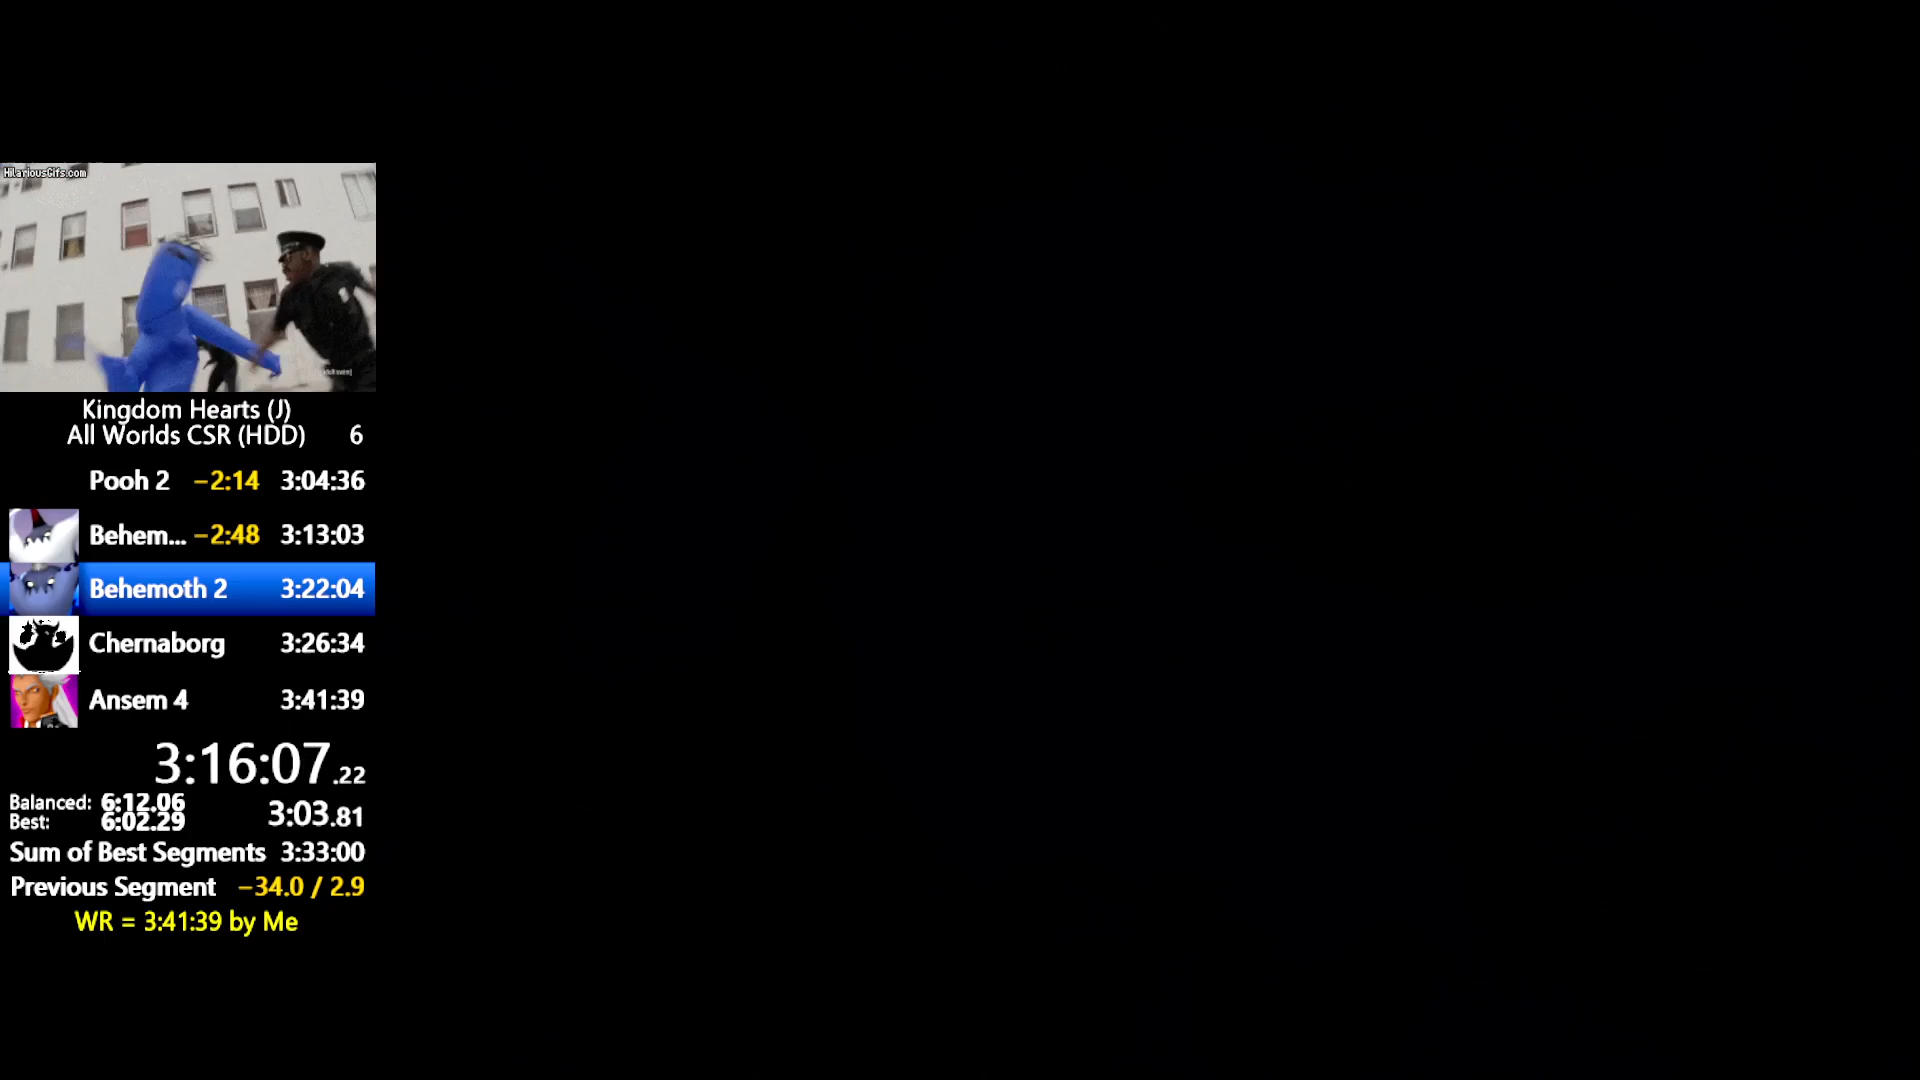 HilariousGifs.com
Kingdom Hearts (J)
All Worlds CSR (HDD) 6
Pooh 2 −2:14 3:04:36
Behem... −2:48 3:13:03
Behemoth 2 3:22:04
Chernaborg 3:26:34
Ansem 4 3:41:39
3:16:07.22
Balanced: 6:12.06
Best: 6:02.29 3:03.81
Sum of Best Segments 3:33:00
Previous Segment −34.0 / 2.9
WR = 3:41:39 by Me